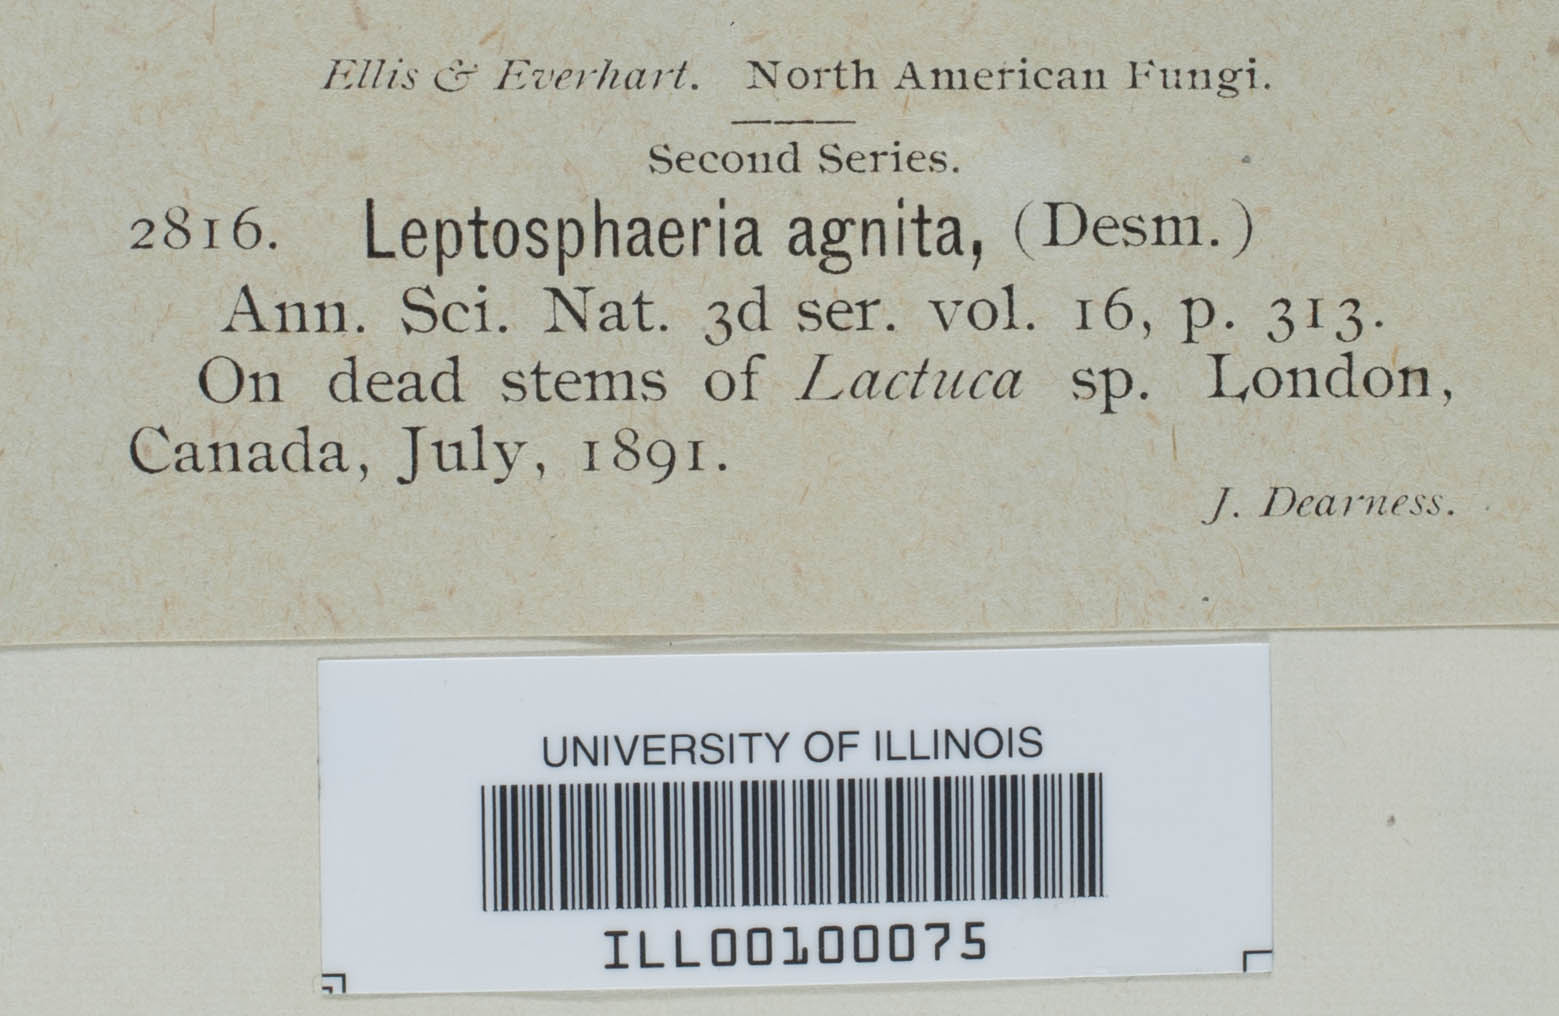 Ellis & Everhart. North American Fungi.
Second Series.
2816. Leptosphaeria agnita, (Desm.)
Ann. Sci. Nat. 3d ser. vol. 16, p. 313.
On dead stems of Lactuca sp. London,
Canada, July, 1891.
J. Dearness.
UNIVERSITY OF ILLINOIS
ILL00100075